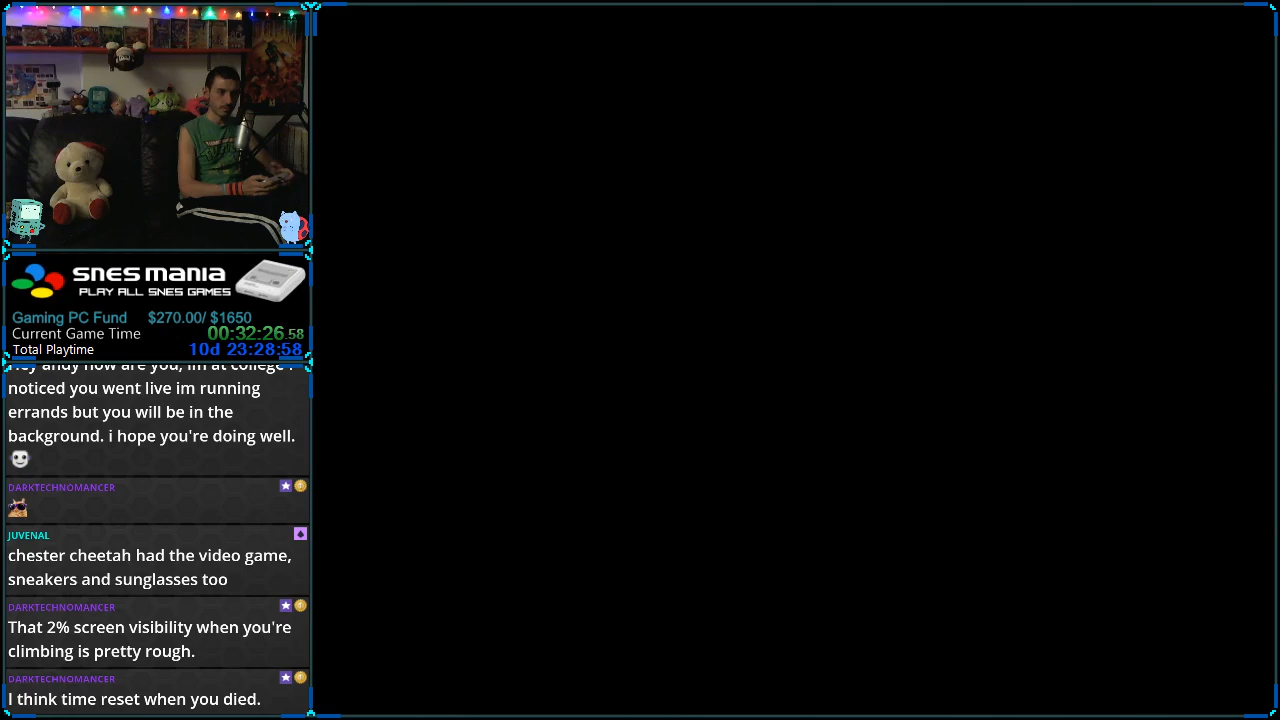 snes mania
PLAY ALL SNES GAMES
Gaming PC Fund $270.00/ $1650
Current Game Time 00:32:26.58
Total Playtime 10d 23:28:58
noticed you went live im running
errands but you will be in the
background. i hope you're doing well.
DARKTECHNOMANCER
JUVENAL
chester cheetah had the video game,
sneakers and sunglasses too
DARKTECHNOMANCER
That 2% screen visibility when you're
climbing is pretty rough.
DARKTECHNOMANCER
I think time reset when you died.